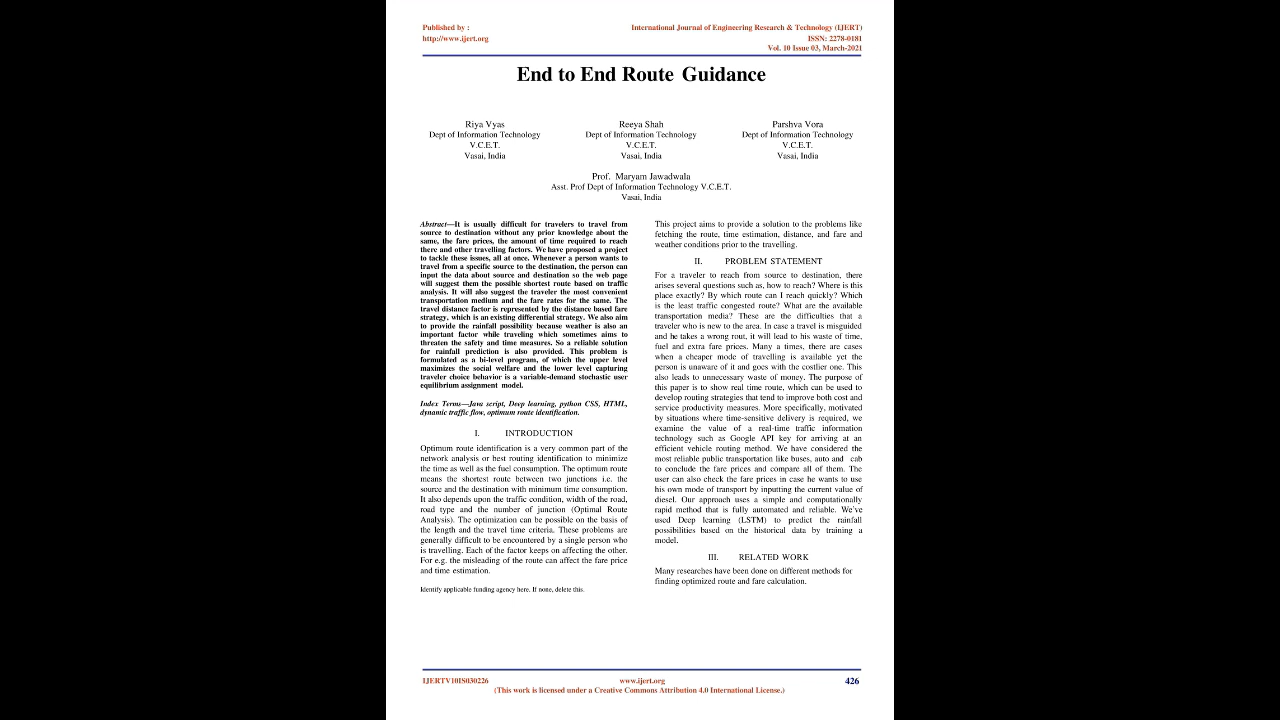 Published by :
http://www.ijert.org
International Journal of Engineering Research & Technology (IJERT)
ISSN: 2278-0181
Vol. 10 Issue 03, March-2021
End to End Route Guidance
Riya Vyas
Dept of Information Technology
V.C.E.T.
Vasai, India
Reeya Shah
Dept of Information Technology
V.C.E.T.
Vasai, India
Parshva Vora
Dept of Information Technology
V.C.E.T.
Vasai, India
Prof. Maryam Jawadwala
Asst. Prof Dept of Information Technology V.C.E.T.
Vasai, India
Abstract—It is usually difficult for travelers to travel from
source to destination without any prior knowledge about the
same, the fare prices, the amount of time required to reach
there and other travelling factors. We have proposed a project
to tackle these issues, all at once. Whenever a person wants to
travel from a specific source to the destination, the person can
input the data about source and destination so the web page
will suggest them the possible shortest route based on traffic
analysis. It will also suggest the traveler the most convenient
transportation medium and the fare rates for the same. The
travel distance factor is represented by the distance based fare
strategy, which is an existing differential strategy. We also aim
to provide the rainfall possibility because weather is also an
important factor while traveling which sometimes aims to
threaten the safety and time measures. So a reliable solution
for rainfall prediction is also provided. This problem is
formulated as a bi-level program, of which the upper level
maximizes the social welfare and the lower level capturing
traveler choice behavior is a variable-demand stochastic user
equilibrium assignment model.
Index Terms—Java script, Deep learning, python CSS, HTML,
dynamic traffic flow, optimum route identification.
I. INTRODUCTION
Optimum route identification is a very common part of the
network analysis or best routing identification to minimize
the time as well as the fuel consumption. The optimum route
means the shortest route between two junctions i.e. the
source and the destination with minimum time consumption.
It also depends upon the traffic condition, width of the road,
road type and the number of junction (Optimal Route
Analysis). The optimization can be possible on the basis of
the length and the travel time criteria. These problems are
generally difficult to be encountered by a single person who
is travelling. Each of the factor keeps on affecting the other.
For e.g. the misleading of the route can affect the fare price
and time estimation.
Identify applicable funding agency here. If none, delete this.
This project aims to provide a solution to the problems like
fetching the route, time estimation, distance, and fare and
weather conditions prior to the travelling.
II. PROBLEM STATEMENT
For a traveler to reach from source to destination, there
arises several questions such as, how to reach? Where is this
place exactly? By which route can I reach quickly? Which
is the least traffic congested route? What are the available
transportation media? These are the difficulties that a
traveler who is new to the area. In case a travel is misguided
and he takes a wrong rout, it will lead to his waste of time,
fuel and extra fare prices. Many a times, there are cases
when a cheaper mode of travelling is available yet the
person is unaware of it and goes with the costlier one. This
also leads to unnecessary waste of money. The purpose of
this paper is to show real time route, which can be used to
develop routing strategies that tend to improve both cost and
service productivity measures. More specifically, motivated
by situations where time-sensitive delivery is required, we
examine the value of a real-time traffic information
technology such as Google API key for arriving at an
efficient vehicle routing method. We have considered the
most reliable public transportation like buses, auto and cab
to conclude the fare prices and compare all of them. The
user can also check the fare prices in case he wants to use
his own mode of transport by inputting the current value of
diesel. Our approach uses a simple and computationally
rapid method that is fully automated and reliable. We've
used Deep learning (LSTM) to predict the rainfall
possibilities based on the historical data by training a
model.
III. RELATED WORK
Many researches have been done on different methods for
finding optimized route and fare calculation.
IJERTV10IS030226
www.ijert.org
426
(This work is licensed under a Creative Commons Attribution 4.0 International License.)